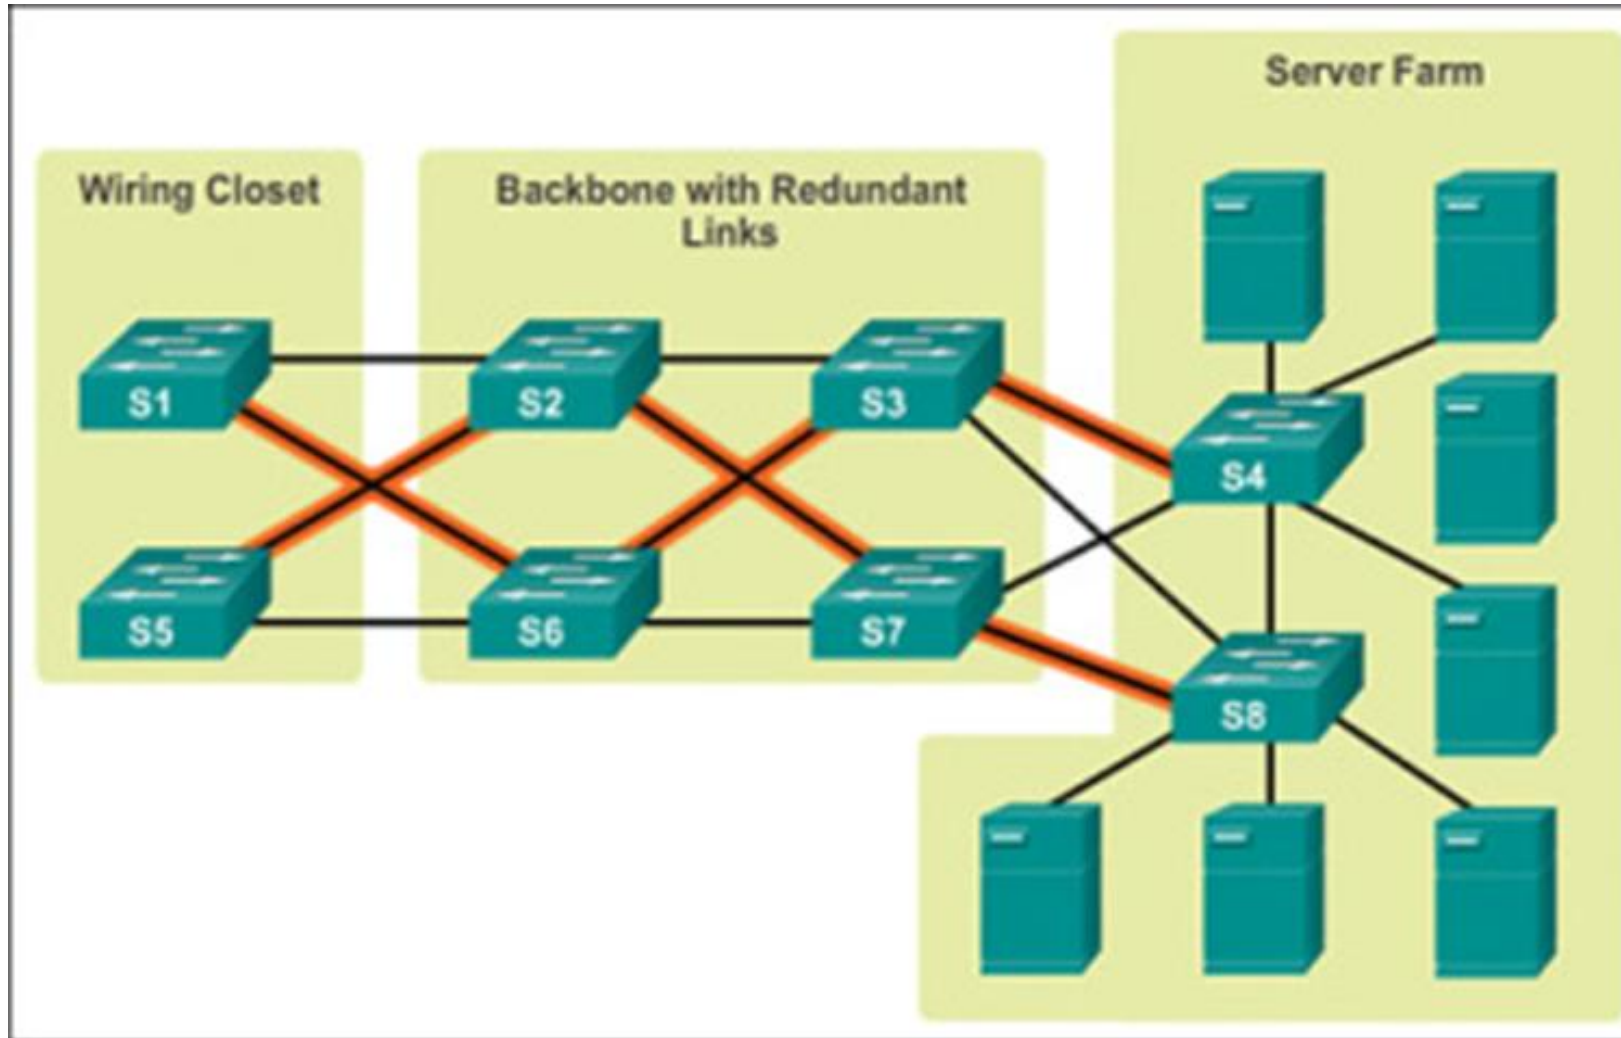 Server Farm
Wiring Closet
Backbone with Redundant
Links
S1
S2
S3
S4
S5
S6
S7
S8